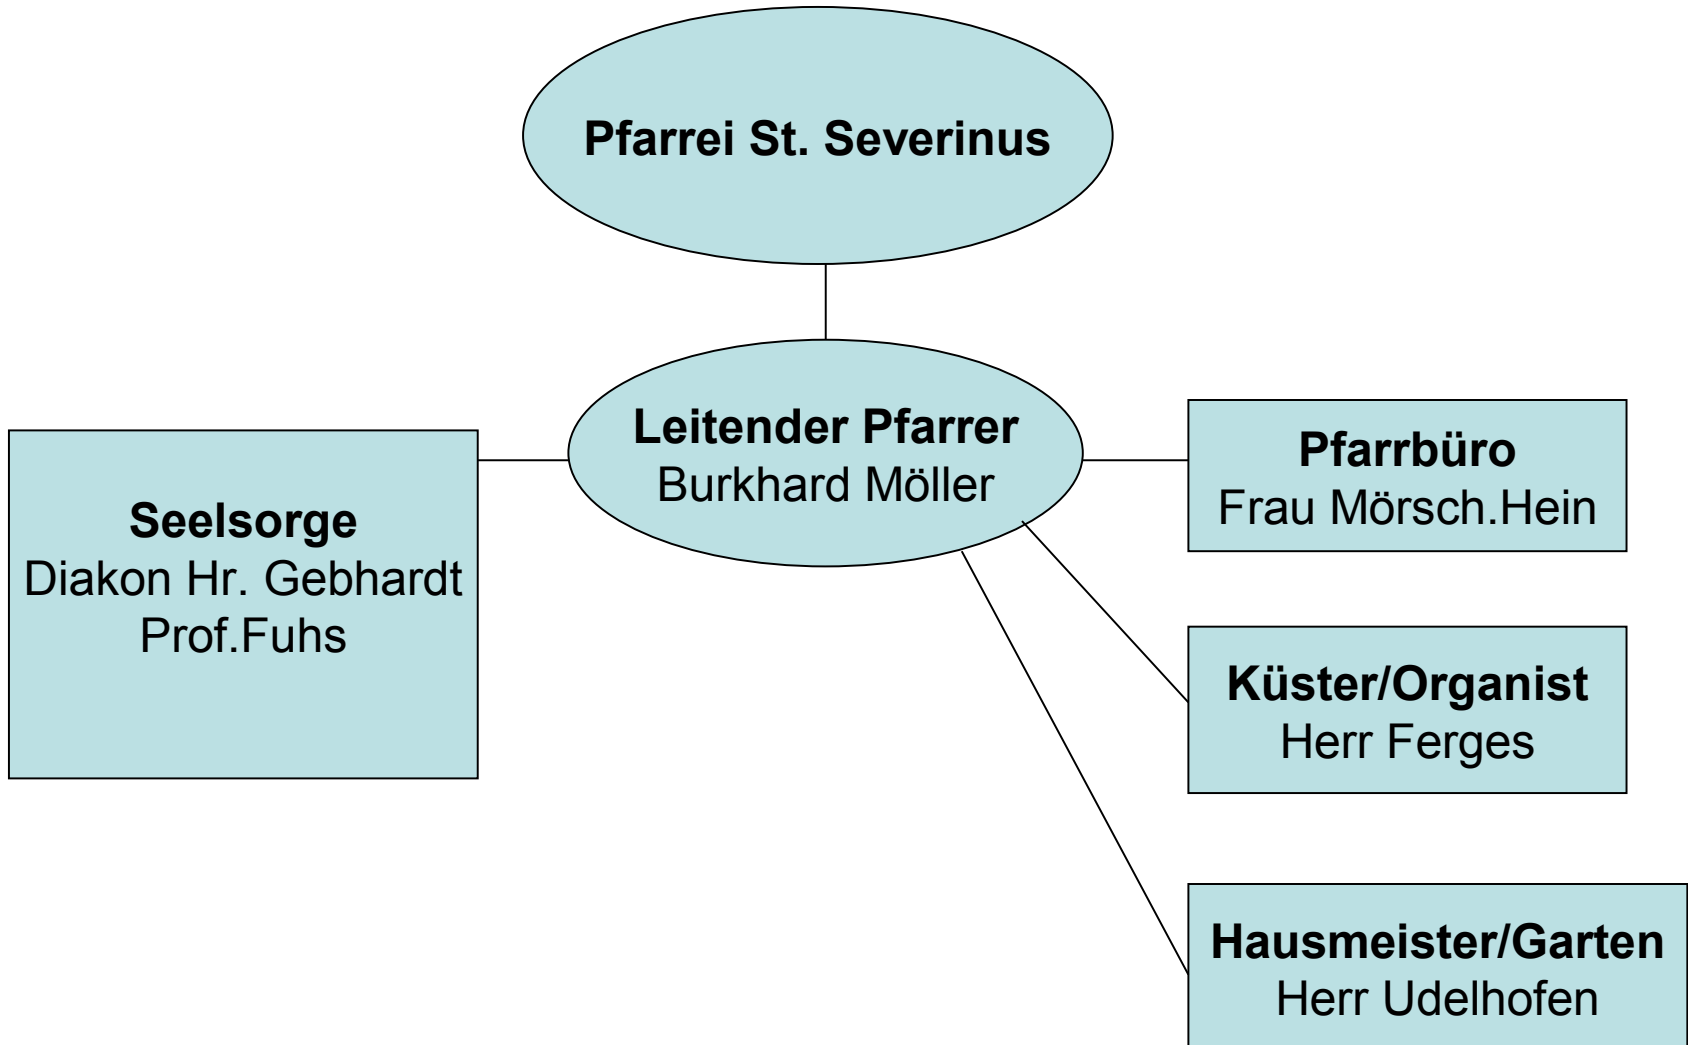 Pfarrei St. Severinus
Leitender Pfarrer
Burkhard Möller
Seelsorge
Diakon Hr. Gebhardt
Prof.Fuhs
Pfarrbüro
Frau Mörsch.Hein
Küster/Organist
Herr Ferges
Hausmeister/Garten
Herr Udelhofen